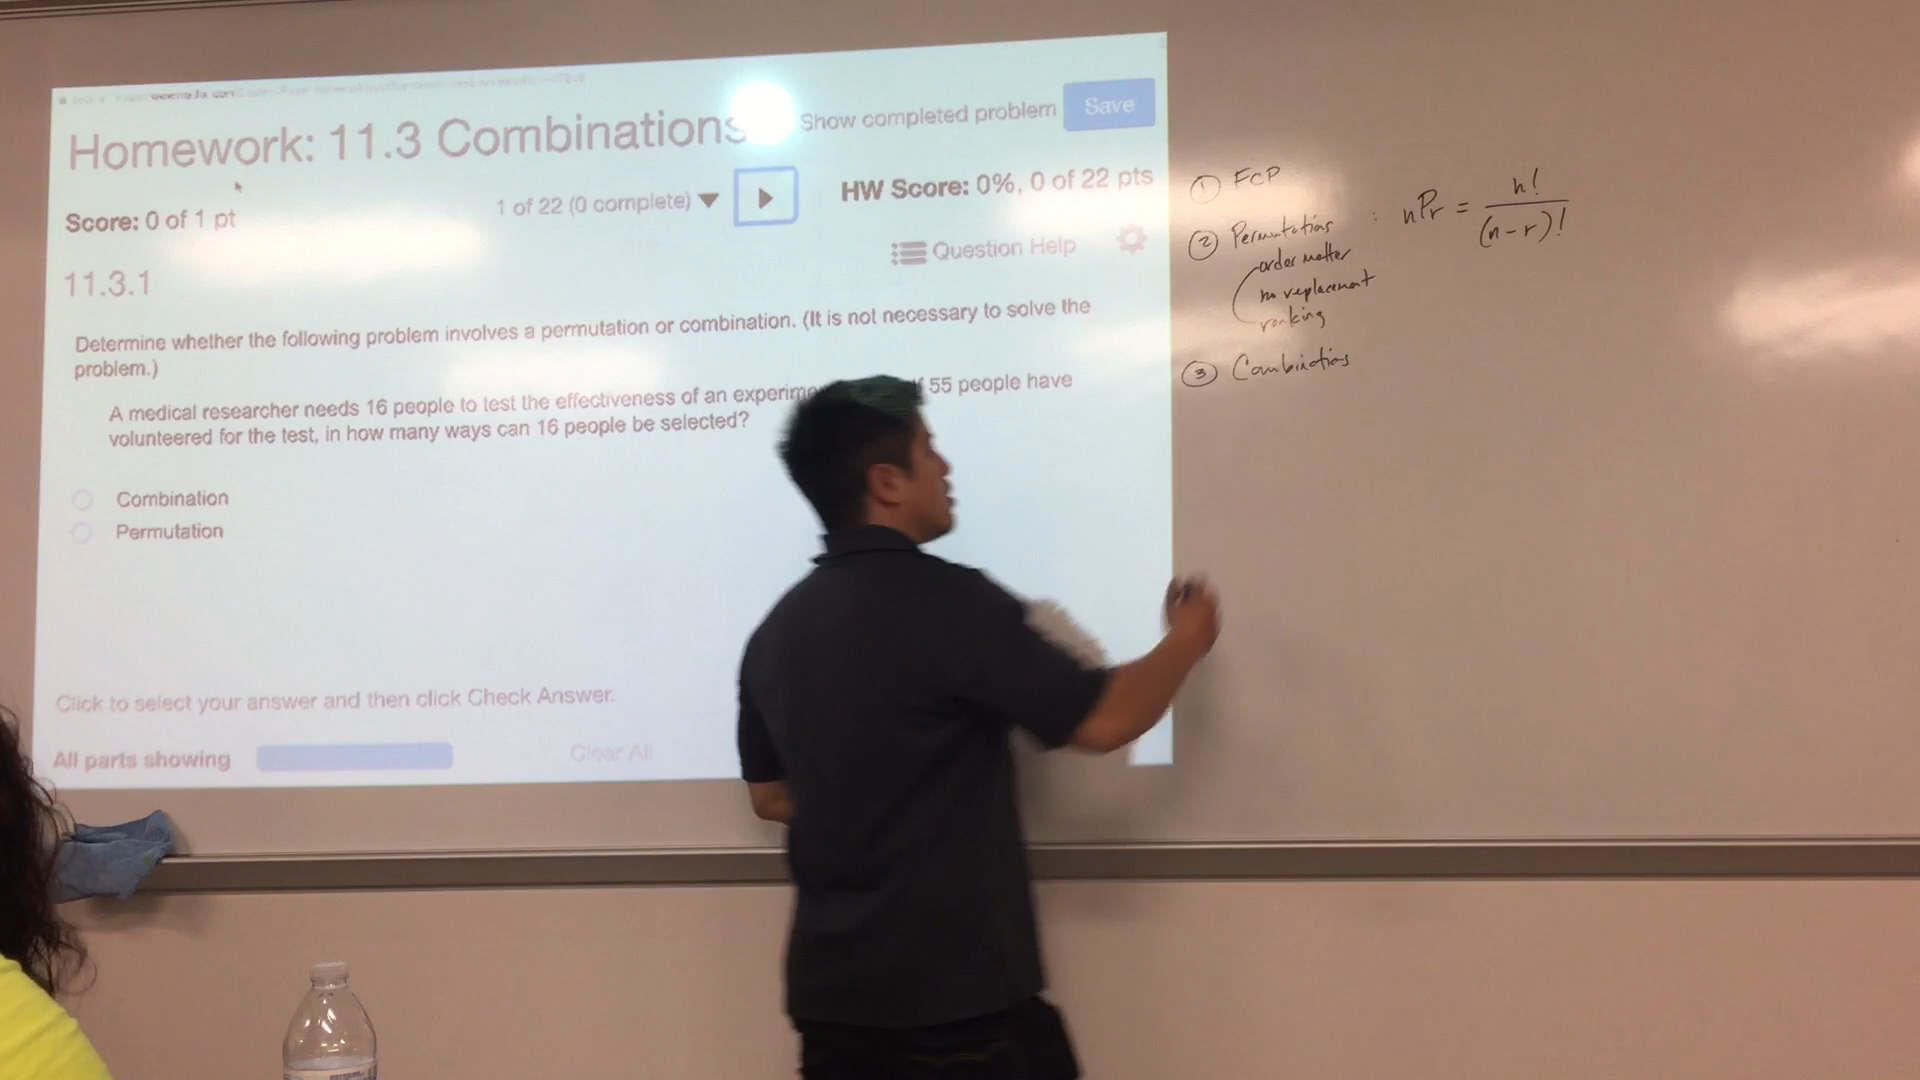 Homework: 11.3 Combinations
Show completed problem
Save
Score: 0 of 1 pt
1 of 22 (0 complete)
HW Score: 0%, 0 of 22 pts
Question Help
11.3.1
Determine whether the following problem involves a permutation or combination. (It is not necessary to solve the
problem.)
A medical researcher needs 16 people to test the effectiveness of an 55 people have
volunteered for the test, in how many ways can 16 people be selected?
Combination
Permutation
Click to select your answer and then click Check Answer.
All parts showing
Clear All
① FCP
② Permutations : nPr = n! / (n-r)!
order matter
no replacement
ranking
③ Combinations